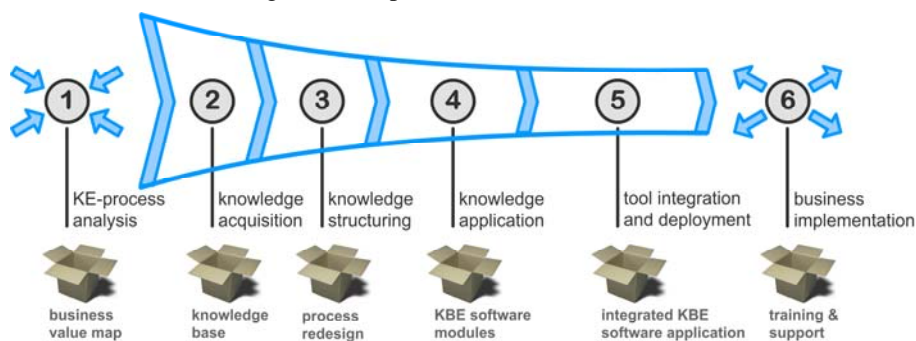 1
2
3
4
5
6
KE-process
analysis
knowledge
acquisition
knowledge
structuring
knowledge
application
tool integration
and deployment
business
implementation
business
value map
knowledge
base
process
redesign
KBE software
modules
integrated KBE
software application
training &
support